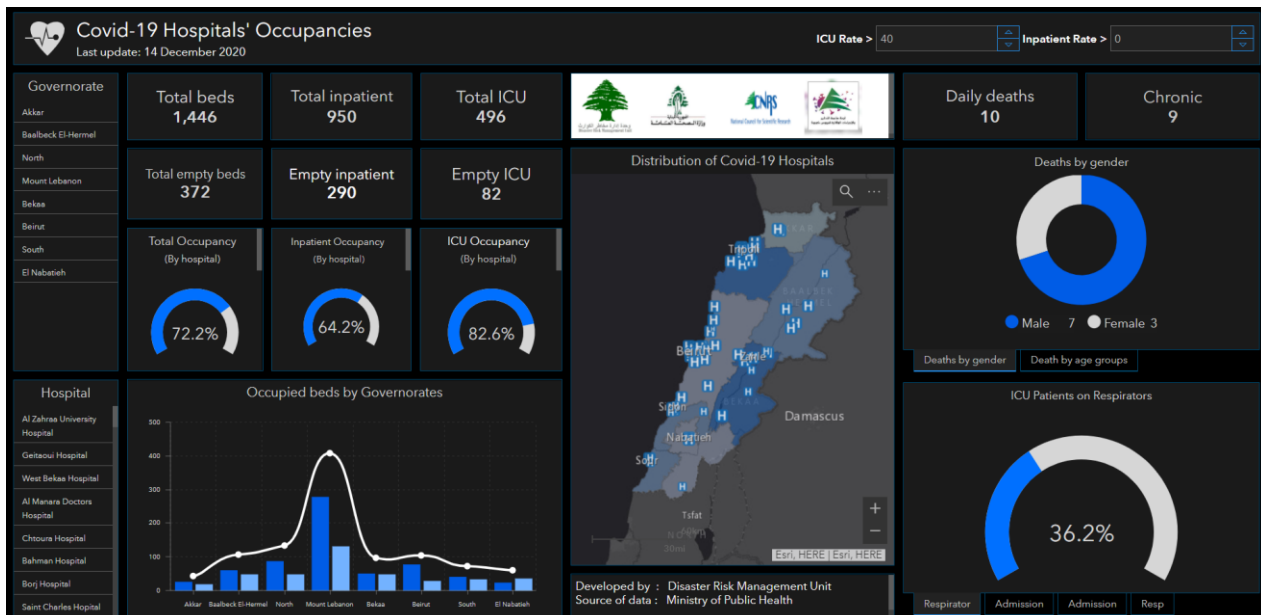 Covid-19 Hospitals' Occupancies
Last update: 14 December 2020
ICU Rate > 40
Inpatient Rate > 0
Governorate
Akkar
Baalbeck El-Hermel
North
Mount Lebanon
Bekaa
Beirut
South
El Nabatieh
Total beds
1,446
Total inpatient
950
Total ICU
496
Total empty beds
372
Empty inpatient
290
Empty ICU
82
Total Occupancy
(By hospital)
72.2%
Inpatient Occupancy
(By hospital)
64.2%
ICU Occupancy
(By hospital)
82.6%
CNRS
National Council for Scientific Research
Daily deaths
10
Chronic
9
Distribution of Covid-19 Hospitals
Damascus
Nabatieh
Tsfat
Esri, HERE | Esri, HERE
Developed by : Disaster Risk Management Unit
Source of data : Ministry of Public Health
Deaths by gender
Male 7 Female 3
Deaths by gender
Death by age groups
ICU Patients on Respirators
36.2%
Respirator
Admission
Admission
Resp
Hospital
Al Zahraa University
Hospital
Geitaoui Hospital
West Bekaa Hospital
Al Manara Doctors
Hospital
Chtoura Hospital
Bahman Hospital
Borj Hospital
Saint Charles Hopital
Occupied beds by Governorates
500
400
300
200
100
0
Akkar Baalbeck El-Hermel North Mount Lebanon Bekaa Beirut South El Nabatieh